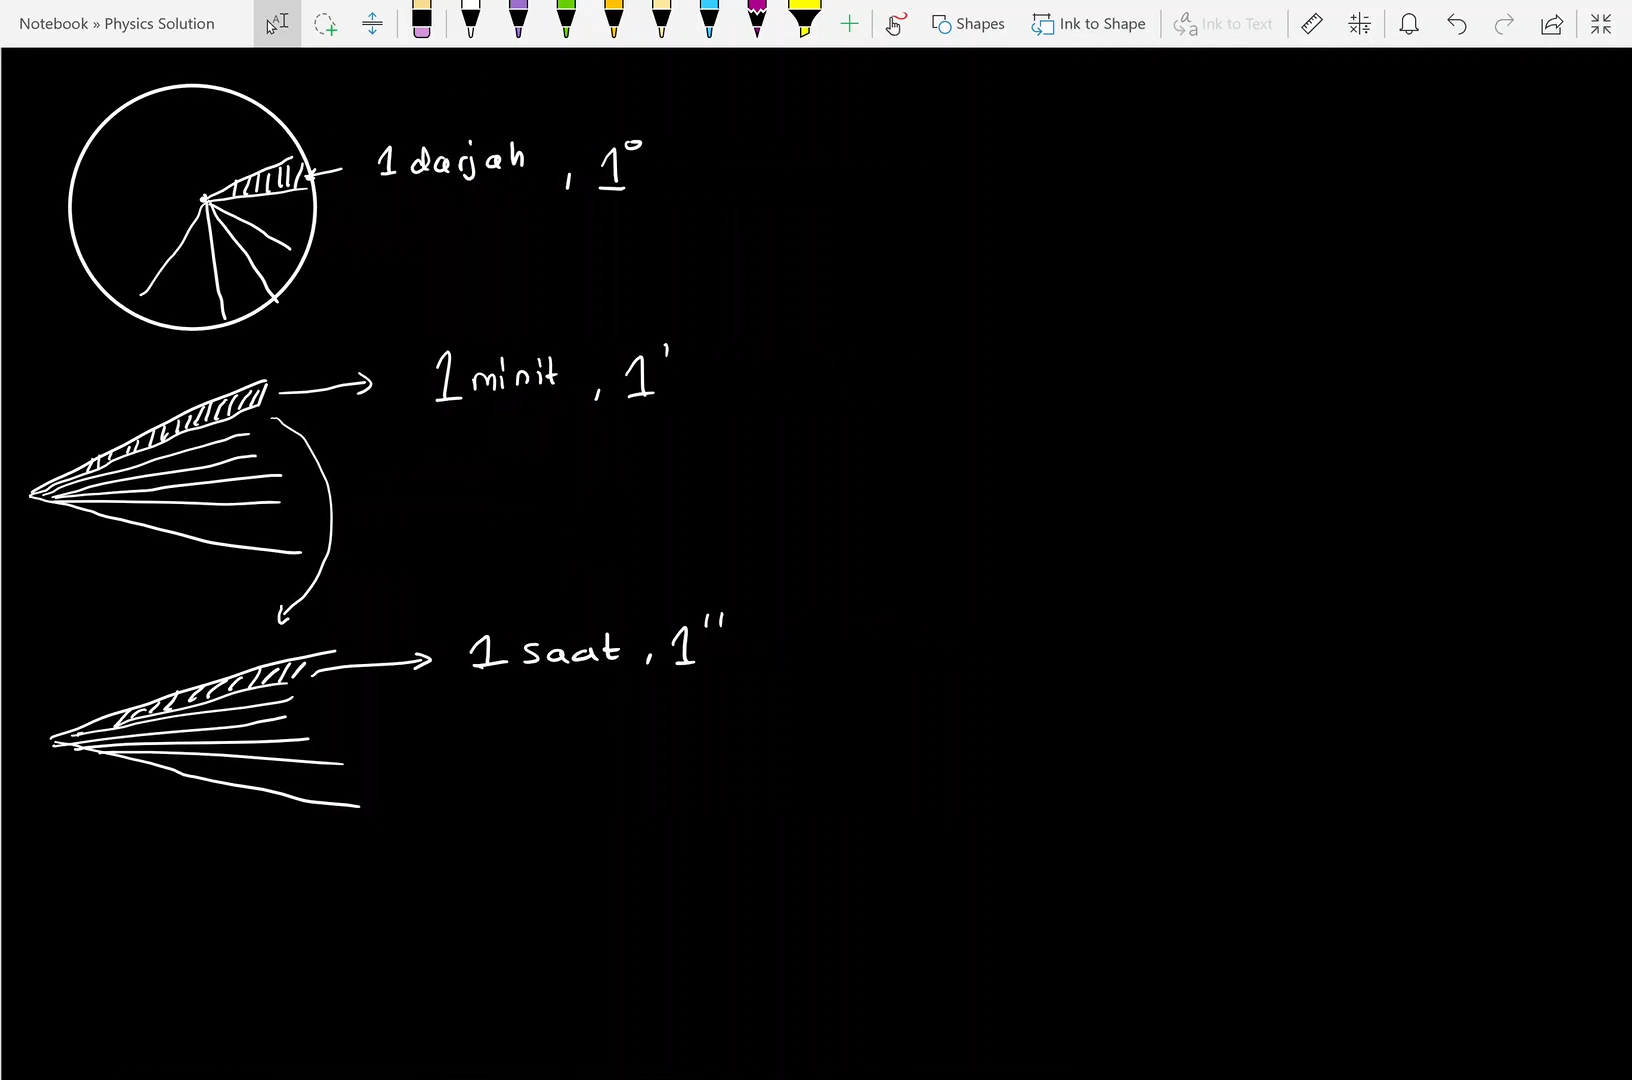 Notebook » Physics Solution Shapes Ink to Shape Ink to Text
1 darjah , 1°
1 minit , 1'
1 saat , 1''